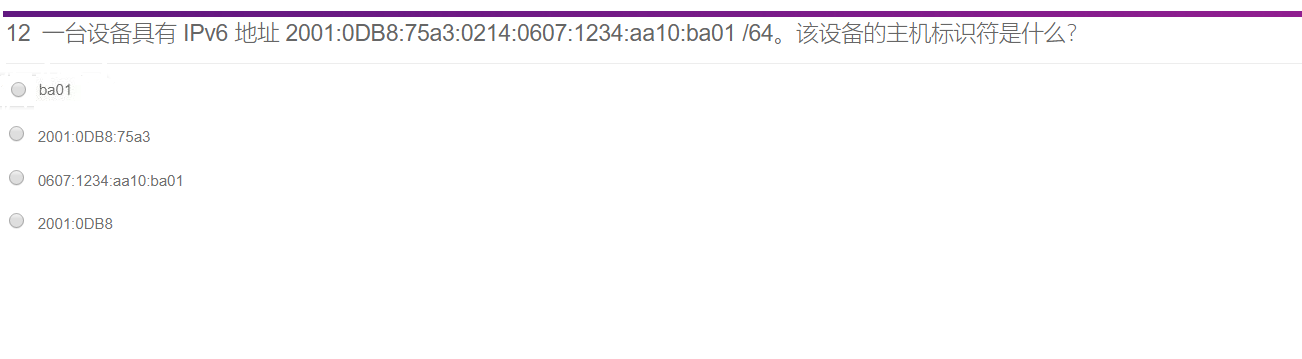 12 一台设备具有 IPv6 地址 2001:0DB8:75a3:0214:0607:1234:aa10:ba01 /64。该设备的主机标识符是什么?
ba01
2001:0DB8:75a3
0607:1234:aa10:ba01
2001:0DB8